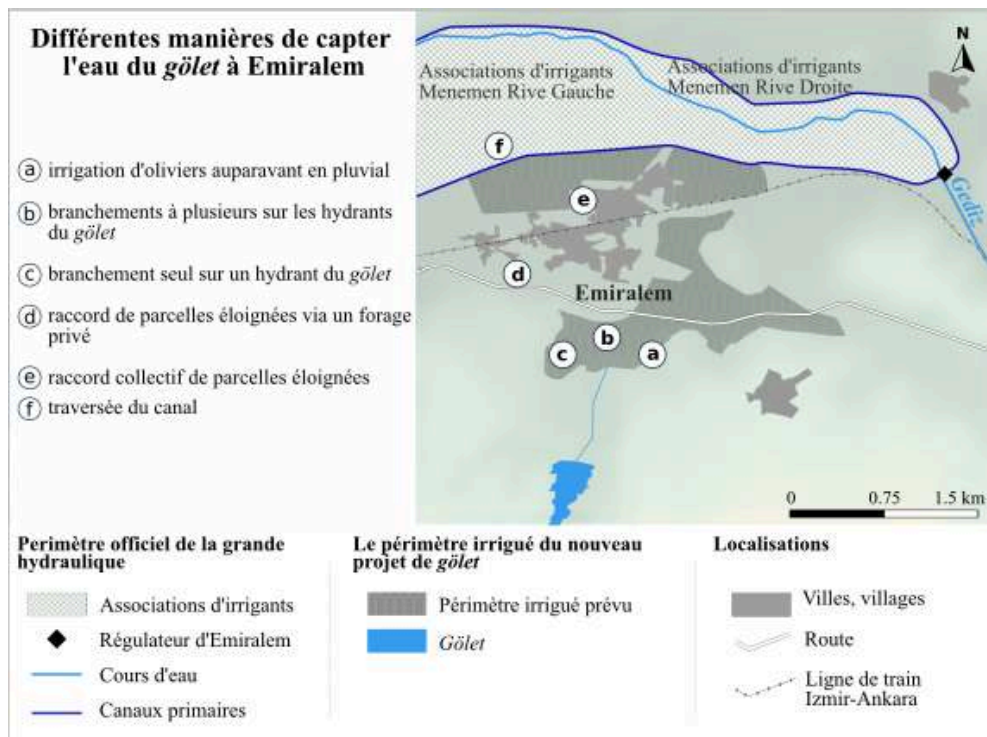 Différentes manières de capter
l'eau du gölet à Emiralem
a irrigation d'oliviers auparavant en pluvial
b branchements à plusieurs sur les hydrants
du gölet
c branchement seul sur un hydrant du gölet
d raccord de parcelles éloignées via un forage
privé
e raccord collectif de parcelles éloignées
f traversée du canal
N
Associations d'irrigants
Menemen Rive Gauche
Associations d'irrigants
Menemen Rive Droite
f
Gediz
e
d
Emiralem
b
c
a
0 0.75 1.5 km
Perimètre officiel de la grande
hydraulique
Associations d'irrigants
Régulateur d'Emiralem
Cours d'eau
Canaux primaires
Le périmètre irrigué du nouveau
projet de gölet
Périmètre irrigué prévu
Gölet
Localisations
Villes, villages
Route
Ligne de train
Izmir-Ankara